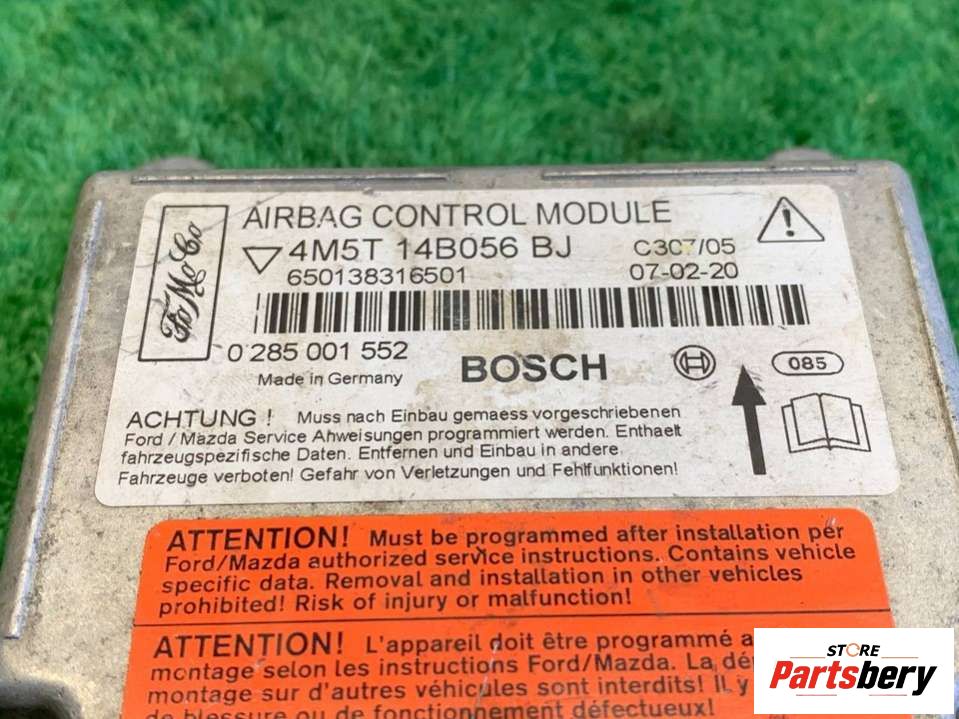 AIRBAG CONTROL MODULE
FoMoCo
4M5T 14B056 BJ C307/05
650138316501 07-02-20
0 285 001 552
BOSCH
085
Made in Germany
ACHTUNG ! Muss nach Einbau gemaess vorgeschriebenen
Ford / Mazda Service Ahweisungen programmiert werden. Enthaelt
fahrzeugspezifische Daten. Entfernen und Einbau in andere
Fahrzeuge verboten! Gefahr von Verletzungen und Fehlfunktionen!
ATTENTION! Must be programmed after installation per
Ford/Mazda authorized service instructions. Contains vehicle
specific data. Removal and installation in other vehicles
prohibited! Risk of injury or malfunction!
ATTENTION! L'appareil doit être programmé
montage selon les instructions Ford/Mazda. La
montage sur d'autres véhicules sont interdits! IL y
de blessure ou de fonctionnement défectueux!
STORE
Partsbery